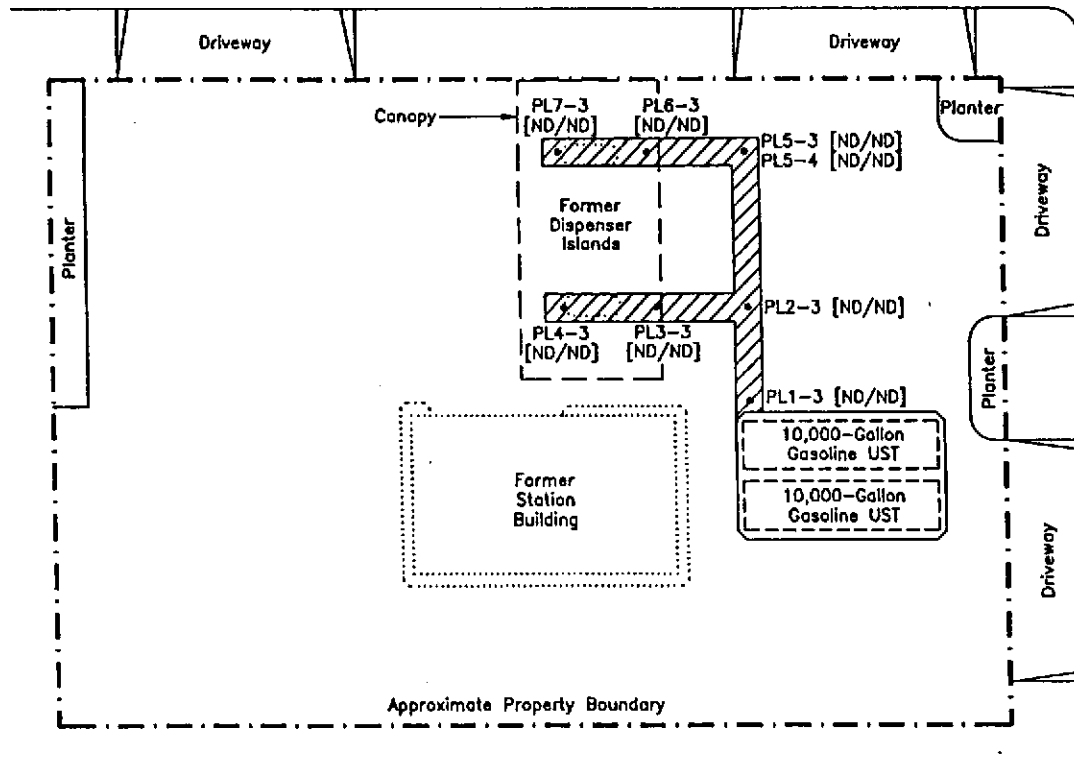 Driveway
Driveway
Canopy
PL7-3
[ND/ND]
PL6-3
[ND/ND]
PL5-3 [ND/ND]
PL5-4 [ND/ND]
Planter
Planter
Driveway
Former
Dispenser
Islands
PL2-3 [ND/ND]
PL4-3
[ND/ND]
PL3-3
[ND/ND]
Planter
PL1-3 [ND/ND]
10,000-Gallon
Gasoline UST
10,000-Gallon
Gasoline UST
Former
Station
Building
Driveway
Approximate Property Boundary